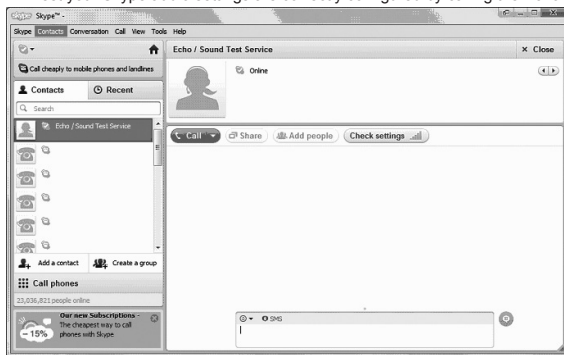 Skype™ -
Skype Contacts Conversation Call View Tools Help
Echo / Sound Test Service
× Close
Call cheaply to mobile phones and landlines
Online
Contacts
Recent
Search
Echo / Sound Test Service
Call
Share
Add people
Check settings
Add a contact
Create a group
Call phones
23,036,821 people online
Our new Subscriptions -
The cheapest way to call
phones with Skype
- 15%
SMS